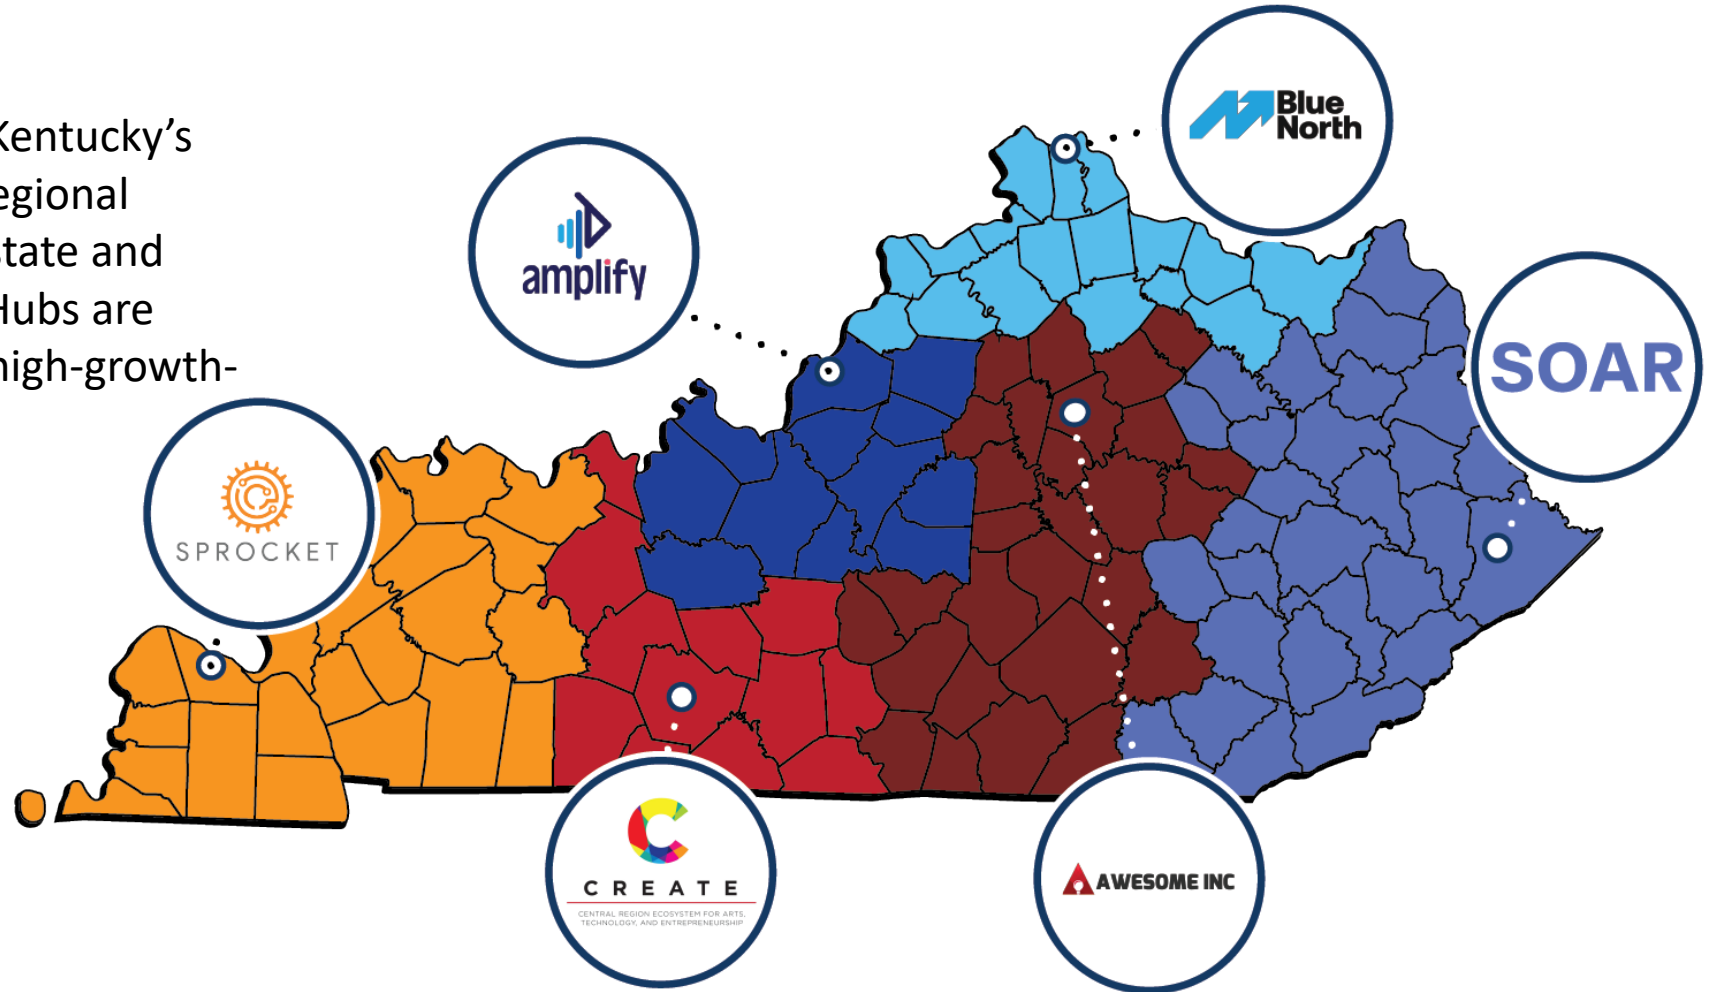 Kentucky’s
egional
state and
Hubs are
high-growth-
Blue
North
amplify
SOAR
SPROCKET
CREATE
CENTRAL REGION ECOSYSTEM FOR ARTS,
TECHNOLOGY, AND ENTREPRENEURSHIP
AWESOME INC